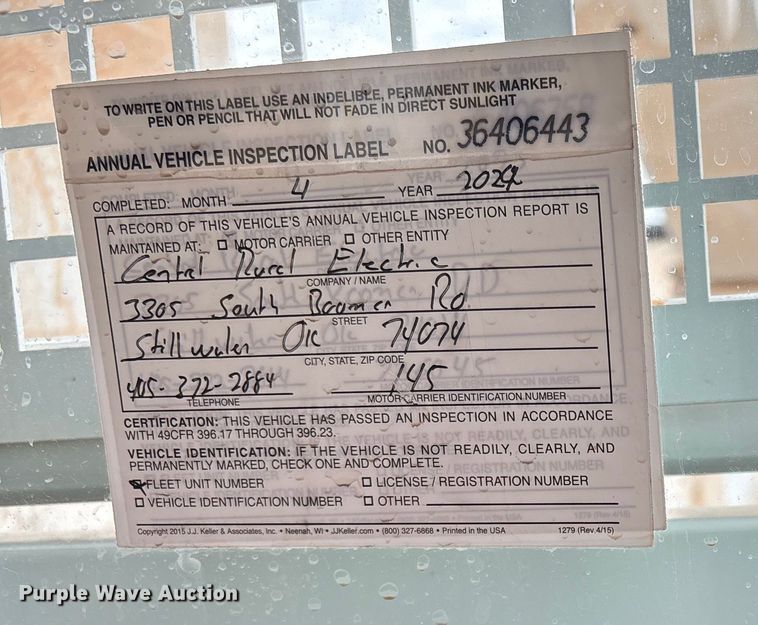 TO WRITE ON THIS LABEL USE AN INDELIBLE, PERMANENT INK MARKER,
PEN OR PENCIL THAT WILL NOT FADE IN DIRECT SUNLIGHT
ANNUAL VEHICLE INSPECTION LABEL NO. 36406443
COMPLETED: MONTH 4 YEAR 2024
A RECORD OF THIS VEHICLE'S ANNUAL VEHICLE INSPECTION REPORT IS
MAINTAINED AT: ☐ MOTOR CARRIER ☐ OTHER ENTITY
Central Rural Electric
COMPANY / NAME
3305 South Boomer Rd
STREET
Stillwater OK 74074
CITY, STATE, ZIP CODE
405-372-2884 145
TELEPHONE MOTOR CARRIER IDENTIFICATION NUMBER
CERTIFICATION: THIS VEHICLE HAS PASSED AN INSPECTION IN ACCORDANCE
WITH 49CFR 396.17 THROUGH 396.23.
VEHICLE IDENTIFICATION: IF THE VEHICLE IS NOT READILY, CLEARLY, AND
PERMANENTLY MARKED, CHECK ONE AND COMPLETE.
☒ FLEET UNIT NUMBER ☐ LICENSE / REGISTRATION NUMBER
☐ VEHICLE IDENTIFICATION NUMBER ☐ OTHER
Copyright 2015 J.J. Keller & Associates, Inc. • Neenah, WI • JJKeller.com • (800) 327-6868 • Printed in the USA 1279 (Rev. 4/15)
Purple Wave Auction